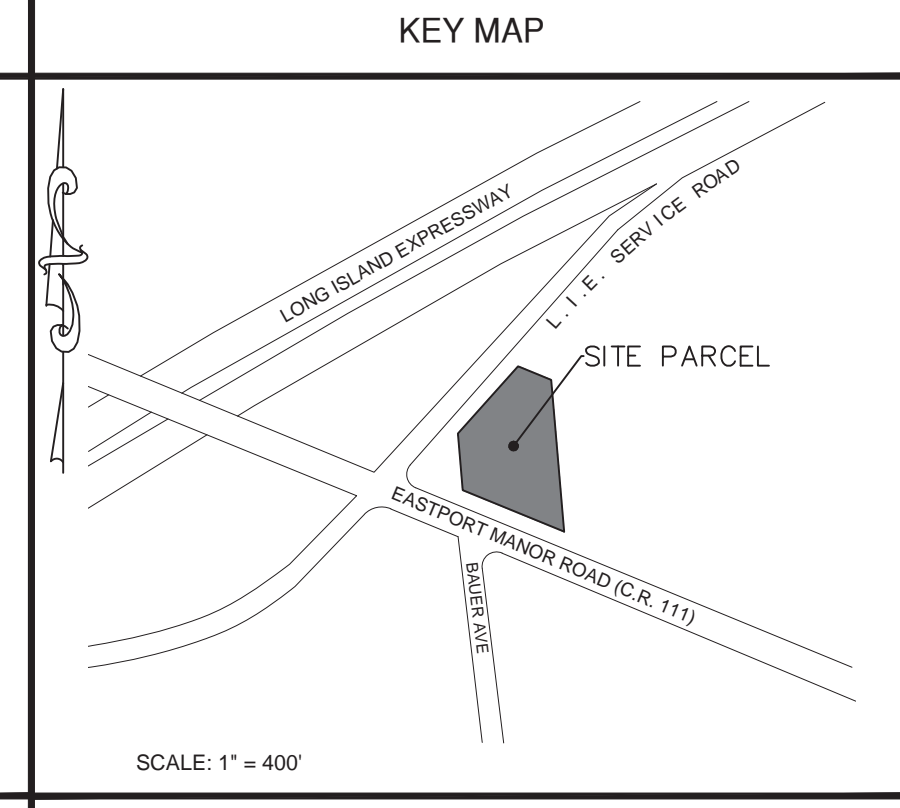 KEY MAP
LONG ISLAND EXPRESSWAY
L.I.E. SERVICE ROAD
SITE PARCEL
EASTPORT MANOR ROAD (C.R. 111)
BAUER AVE
SCALE: 1" = 400'